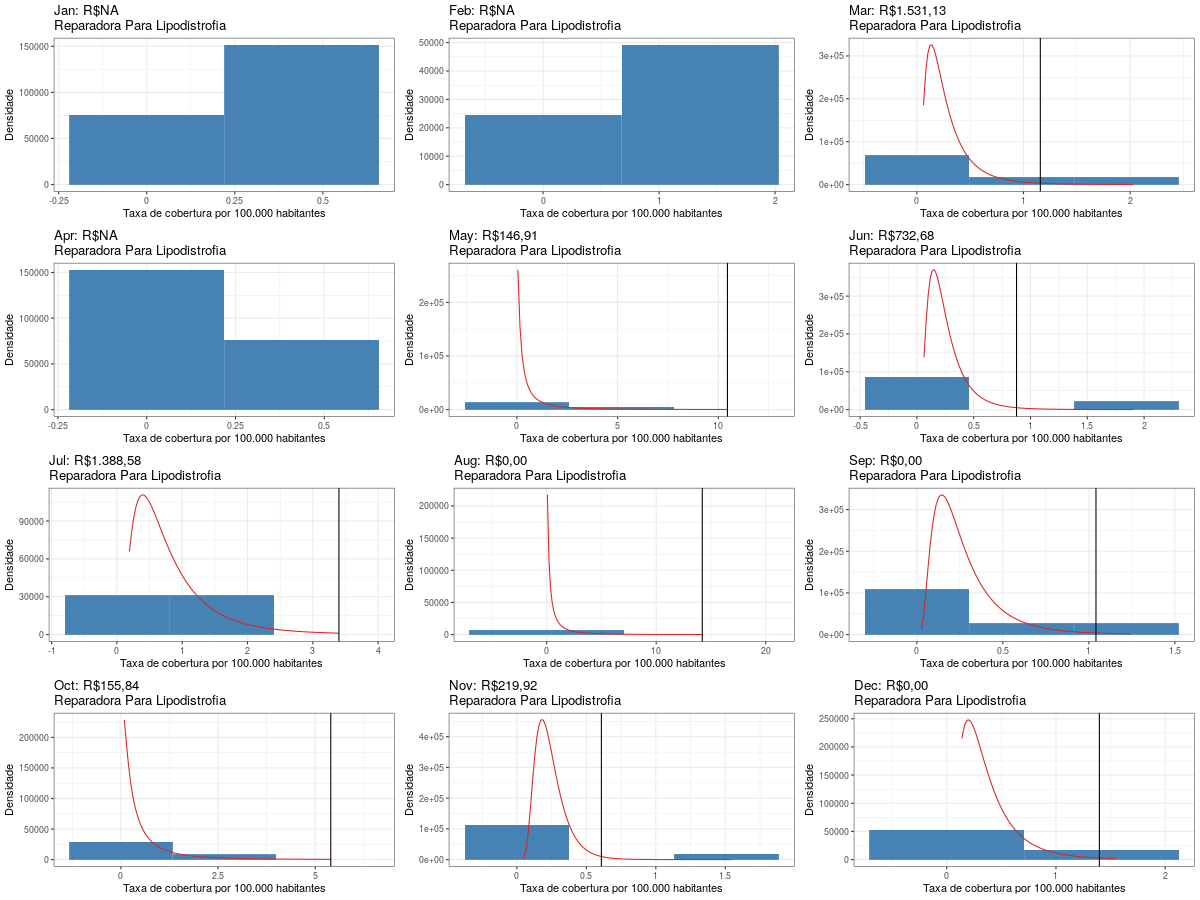 Jan: R$NA
Reparadora Para Lipodistrofia
Densidade
150000
100000
50000
0
-0.25
0
0.25
0.5
Taxa de cobertura por 100.000 habitantes
Feb: R$NA
Reparadora Para Lipodistrofia
Densidade
50000
40000
30000
20000
10000
0
0
1
2
Taxa de cobertura por 100.000 habitantes
Mar: R$1.531,13
Reparadora Para Lipodistrofia
Densidade
3e+05
2e+05
1e+05
0e+00
0
1
2
Taxa de cobertura por 100.000 habitantes
Apr: R$NA
Reparadora Para Lipodistrofia
Densidade
150000
100000
50000
0
-0.25
0
0.25
0.5
Taxa de cobertura por 100.000 habitantes
May: R$146,91
Reparadora Para Lipodistrofia
Densidade
2e+05
1e+05
0e+00
0
5
10
Taxa de cobertura por 100.000 habitantes
Jun: R$732,68
Reparadora Para Lipodistrofia
Densidade
3e+05
2e+05
1e+05
0e+00
-0.5
0
0.5
1
1.5
2
Taxa de cobertura por 100.000 habitantes
Jul: R$1.388,58
Reparadora Para Lipodistrofia
Densidade
90000
60000
30000
0
-1
0
1
2
3
4
Taxa de cobertura por 100.000 habitantes
Aug: R$0,00
Reparadora Para Lipodistrofia
Densidade
200000
150000
100000
50000
0
0
10
20
Taxa de cobertura por 100.000 habitantes
Sep: R$0,00
Reparadora Para Lipodistrofia
Densidade
3e+05
2e+05
1e+05
0e+00
0
0.5
1
1.5
Taxa de cobertura por 100.000 habitantes
Oct: R$155,84
Reparadora Para Lipodistrofia
Densidade
200000
150000
100000
50000
0
0
2.5
5
Taxa de cobertura por 100.000 habitantes
Nov: R$219,92
Reparadora Para Lipodistrofia
Densidade
4e+05
3e+05
2e+05
1e+05
0e+00
0
0.5
1
1.5
Taxa de cobertura por 100.000 habitantes
Dec: R$0,00
Reparadora Para Lipodistrofia
Densidade
250000
200000
150000
100000
50000
0
0
1
2
Taxa de cobertura por 100.000 habitantes